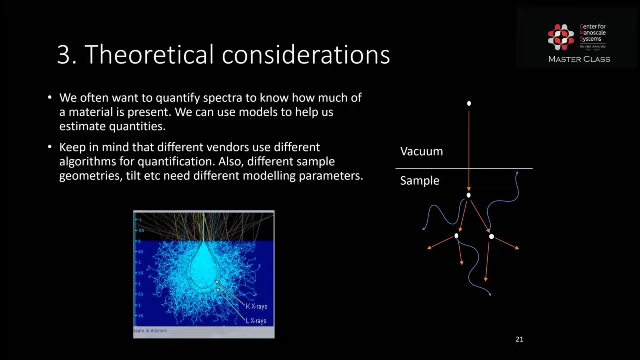 3. Theoretical considerations
Center for
Nanoscale
Systems
MASTER CLASS
• We often want to quantify spectra to know how much of
a material is present. We can use models to help us
estimate quantities.
• Keep in mind that different vendors use different
algorithms for quantification. Also, different sample
geometries, tilt etc need different modelling parameters.
Vacuum
Sample
K X-rays
L X-rays
21